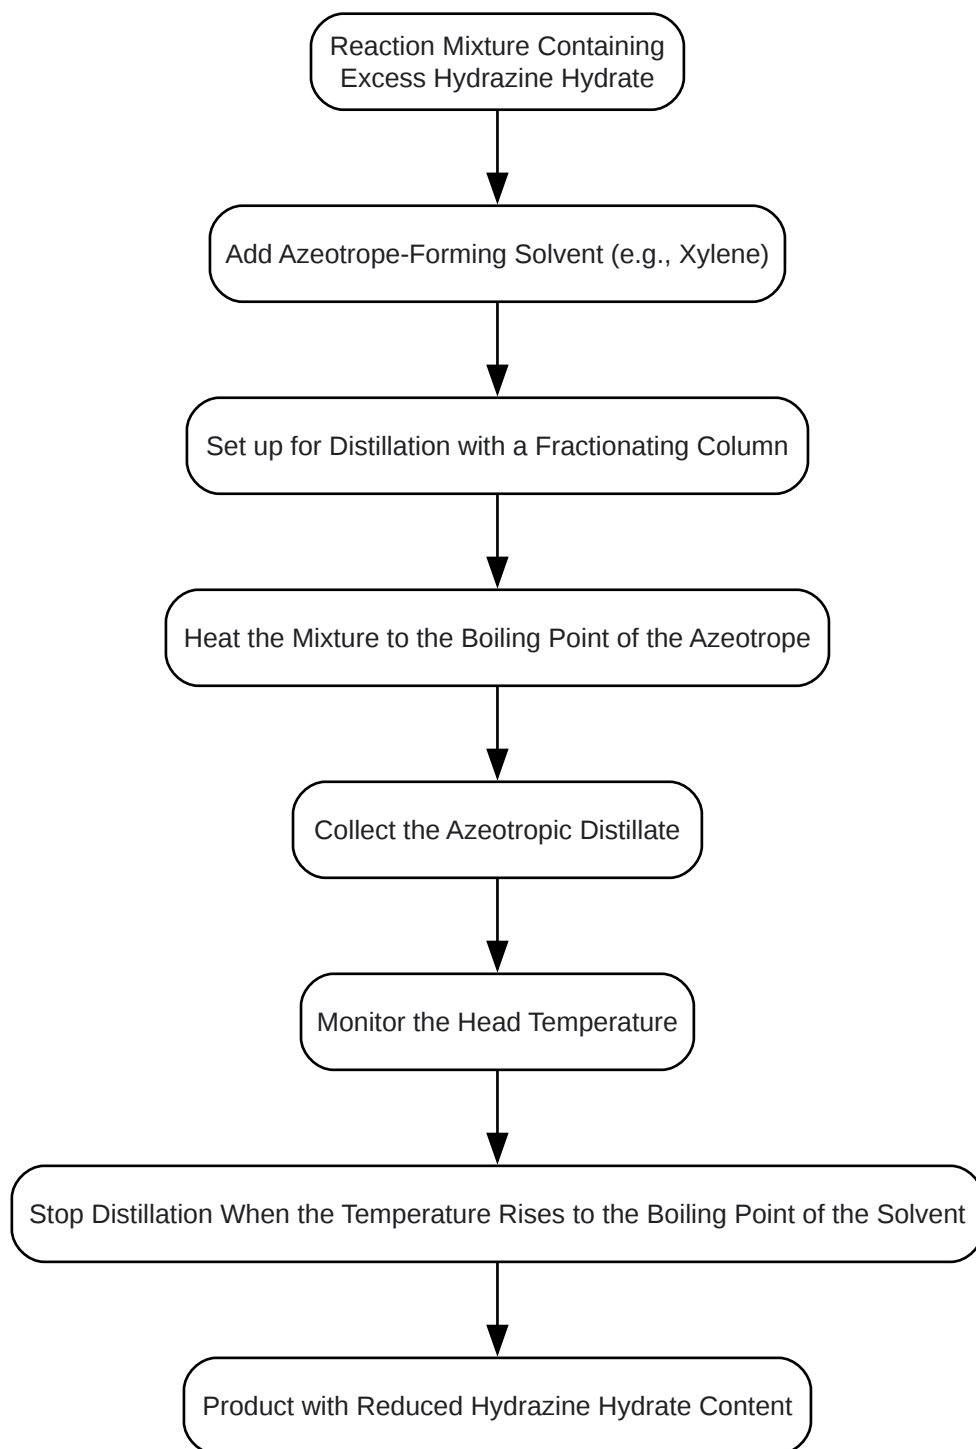 Reaction Mixture Containing
Excess Hydrazine Hydrate
Add Azeotrope-Forming Solvent (e.g., Xylene)
Set up for Distillation with a Fractionating Column
Heat the Mixture to the Boiling Point of the Azeotrope
Collect the Azeotropic Distillate
Monitor the Head Temperature
Stop Distillation When the Temperature Rises to the Boiling Point of the Solvent
Product with Reduced Hydrazine Hydrate Content